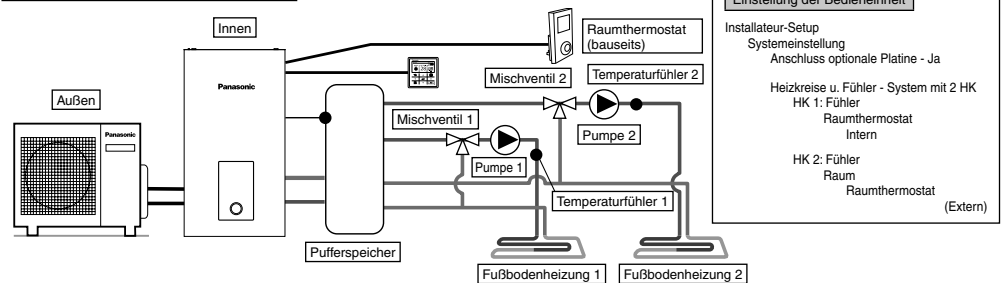 Einstellung der Bedieneinheit
Installateur-Setup
Systemeinstellung
Anschluss optionale Platine - Ja
Heizkreise u. Fühler - System mit 2 HK
HK 1: Fühler
Raumthermostat
Intern
HK 2: Fühler
Raum
Raumthermostat
(Extern)
Innen
Raumthermostat
(bauseits)
Mischventil 2
Temperaturfühler 2
Außen
Panasonic
Panasonic
Mischventil 1
Pumpe 2
Pumpe 1
Temperaturfühler 1
Pufferspeicher
Fußbodenheizung 1
Fußbodenheizung 2